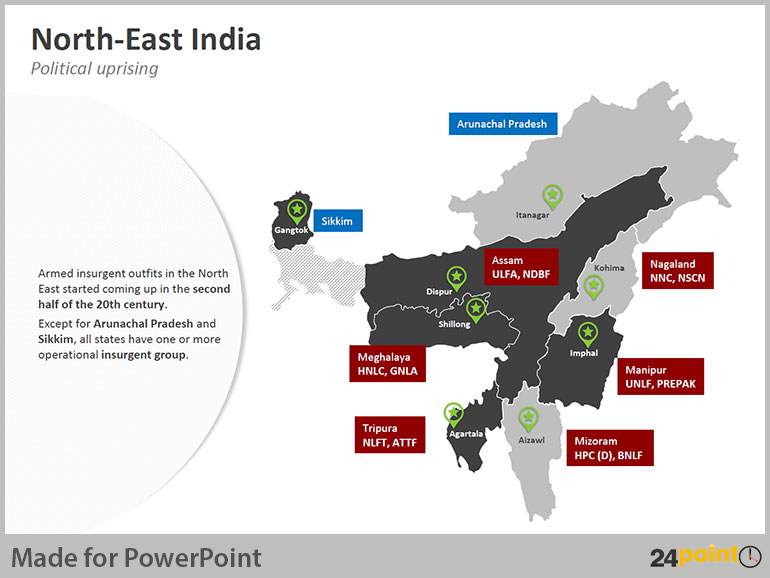 North-East India
Political uprising
Arunachal Pradesh
Itanagar
Gangtok
Sikkim
Armed insurgent outfits in the North
East started coming up in the second
half of the 20th century.
Except for Arunachal Pradesh and
Sikkim, all states have one or more
operational insurgent group.
Assam
ULFA, NDBF
Dispur
Kohima
Nagaland
NNC, NSCN
Shillong
Imphal
Meghalaya
HNLC, GNLA
Manipur
UNLF, PREPAK
Tripura
NLFT, ATTF
Agartala
Aizawl
Mizoram
HPC (D), BNLF
Made for PowerPoint
24point